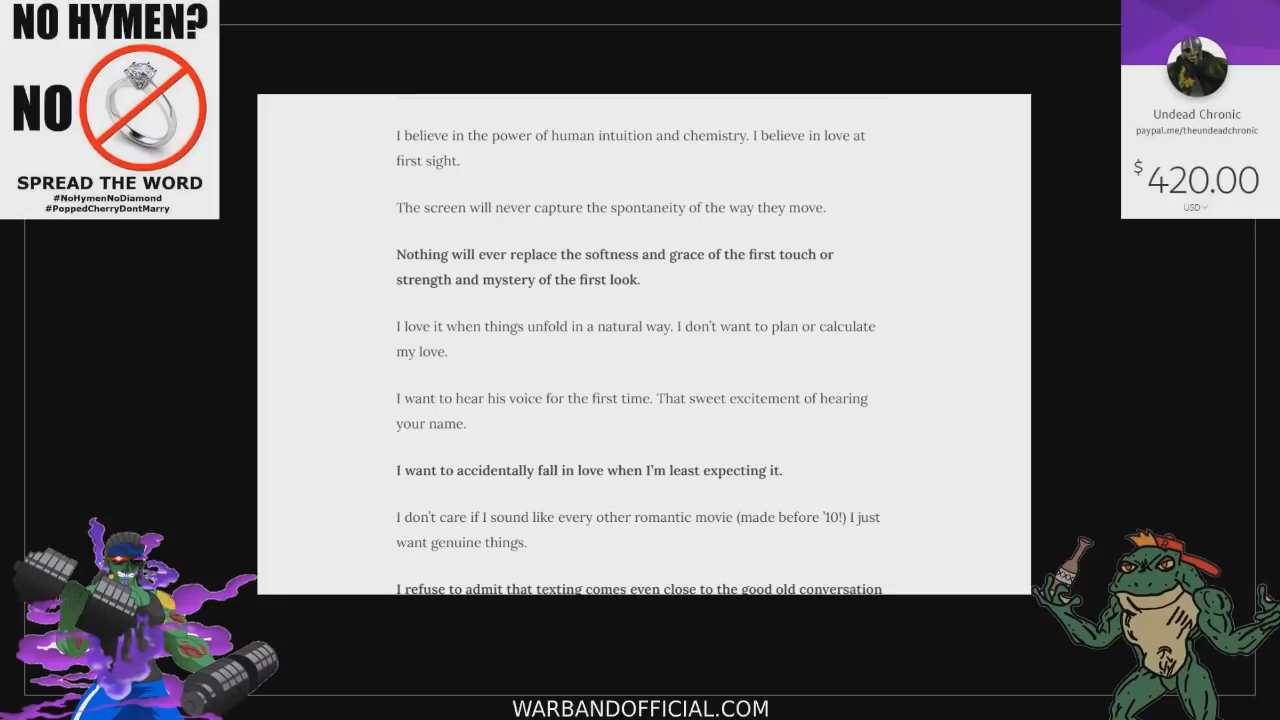 NO HYMEN?
NO
SPREAD THE WORD
#NoHymenNoDiamond
#PoppedCherryDontMarry
I believe in the power of human intuition and chemistry. I believe in love at
first sight.
The screen will never capture the spontaneity of the way they move.
Nothing will ever replace the softness and grace of the first touch or
strength and mystery of the first look.
I love it when things unfold in a natural way. I don’t want to plan or calculate
my love.
I want to hear his voice for the first time. That sweet excitement of hearing
your name.
I want to accidentally fall in love when I’m least expecting it.
I don’t care if I sound like every other romantic movie (made before ’10!) I just
want genuine things.
I refuse to admit that texting comes even close to the good old conversation
Undead Chronic
paypal.me/theundeadchronic
$420.00
USD
WARBANDOFFICIAL.COM